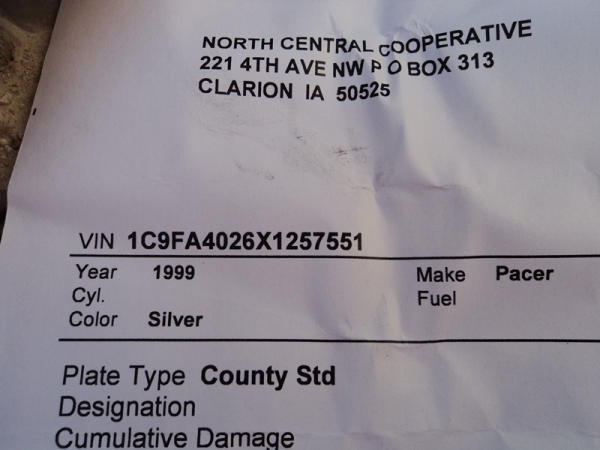 NORTH CENTRAL COOPERATIVE
221 4TH AVE NW P O BOX 313
CLARION IA 50525
VIN 1C9FA4026X1257551
Year 1999 Make Pacer
Cyl. Fuel
Color Silver
Plate Type County Std
Designation
Cumulative Damage